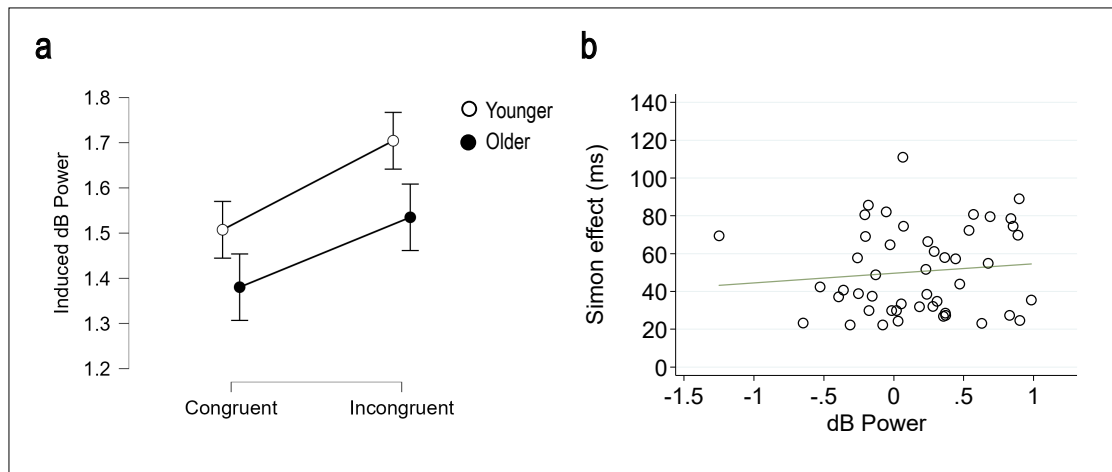 a
Induced dB Power
1.8
1.7
1.6
1.5
1.4
1.3
1.2
Congruent
Incongruent
Younger
Older
b
Simon effect (ms)
140
120
100
80
60
40
20
0
-1.5
-1
-.5
0
.5
1
dB Power